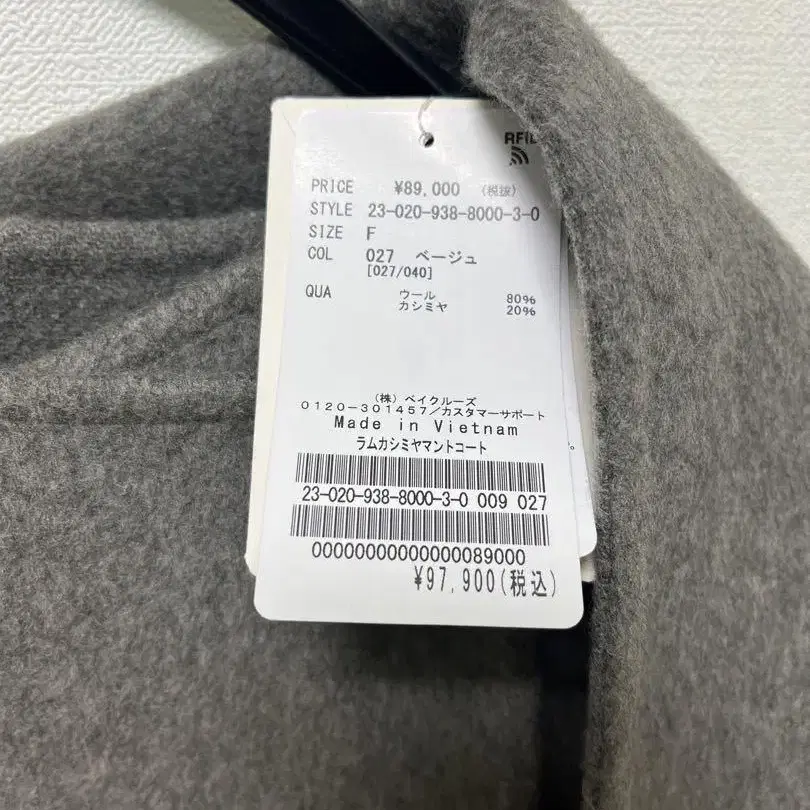 RFID
PRICE ¥89,000 (税抜)
STYLE 23-020-938-8000-3-0
SIZE F
COL 027 ベージュ
[027/040]
QUA ウール 80%
カシミヤ 20%
(株)ベイクルーズ
0120-301457/カスタマーサポート
Made in Vietnam
ラムカシミヤマントコート
23-020-938-8000-3-0 009 027
00000000000000089000
¥97,900(税込)